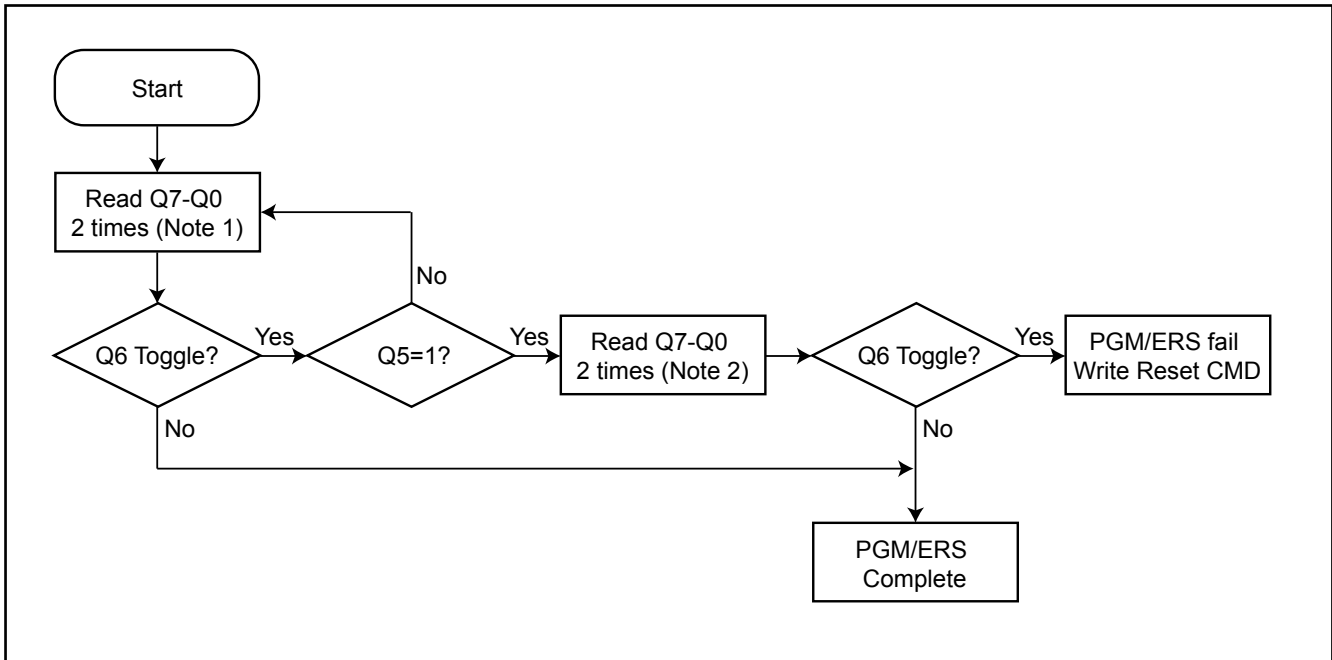 Start
Read Q7-Q0
2 times (Note 1)
No
Q6 Toggle?
Yes
Q5=1?
Yes
Read Q7-Q0
2 times (Note 2)
Q6 Toggle?
Yes
PGM/ERS fail
Write Reset CMD
No
No
PGM/ERS
Complete